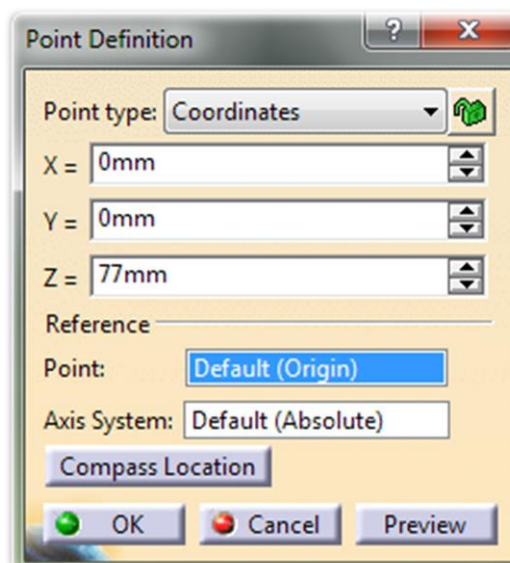 Point Definition
?
X
Point type: Coordinates
X = 0mm
Y = 0mm
Z = 77mm
Reference
Point: Default (Origin)
Axis System: Default (Absolute)
Compass Location
OK Cancel Preview